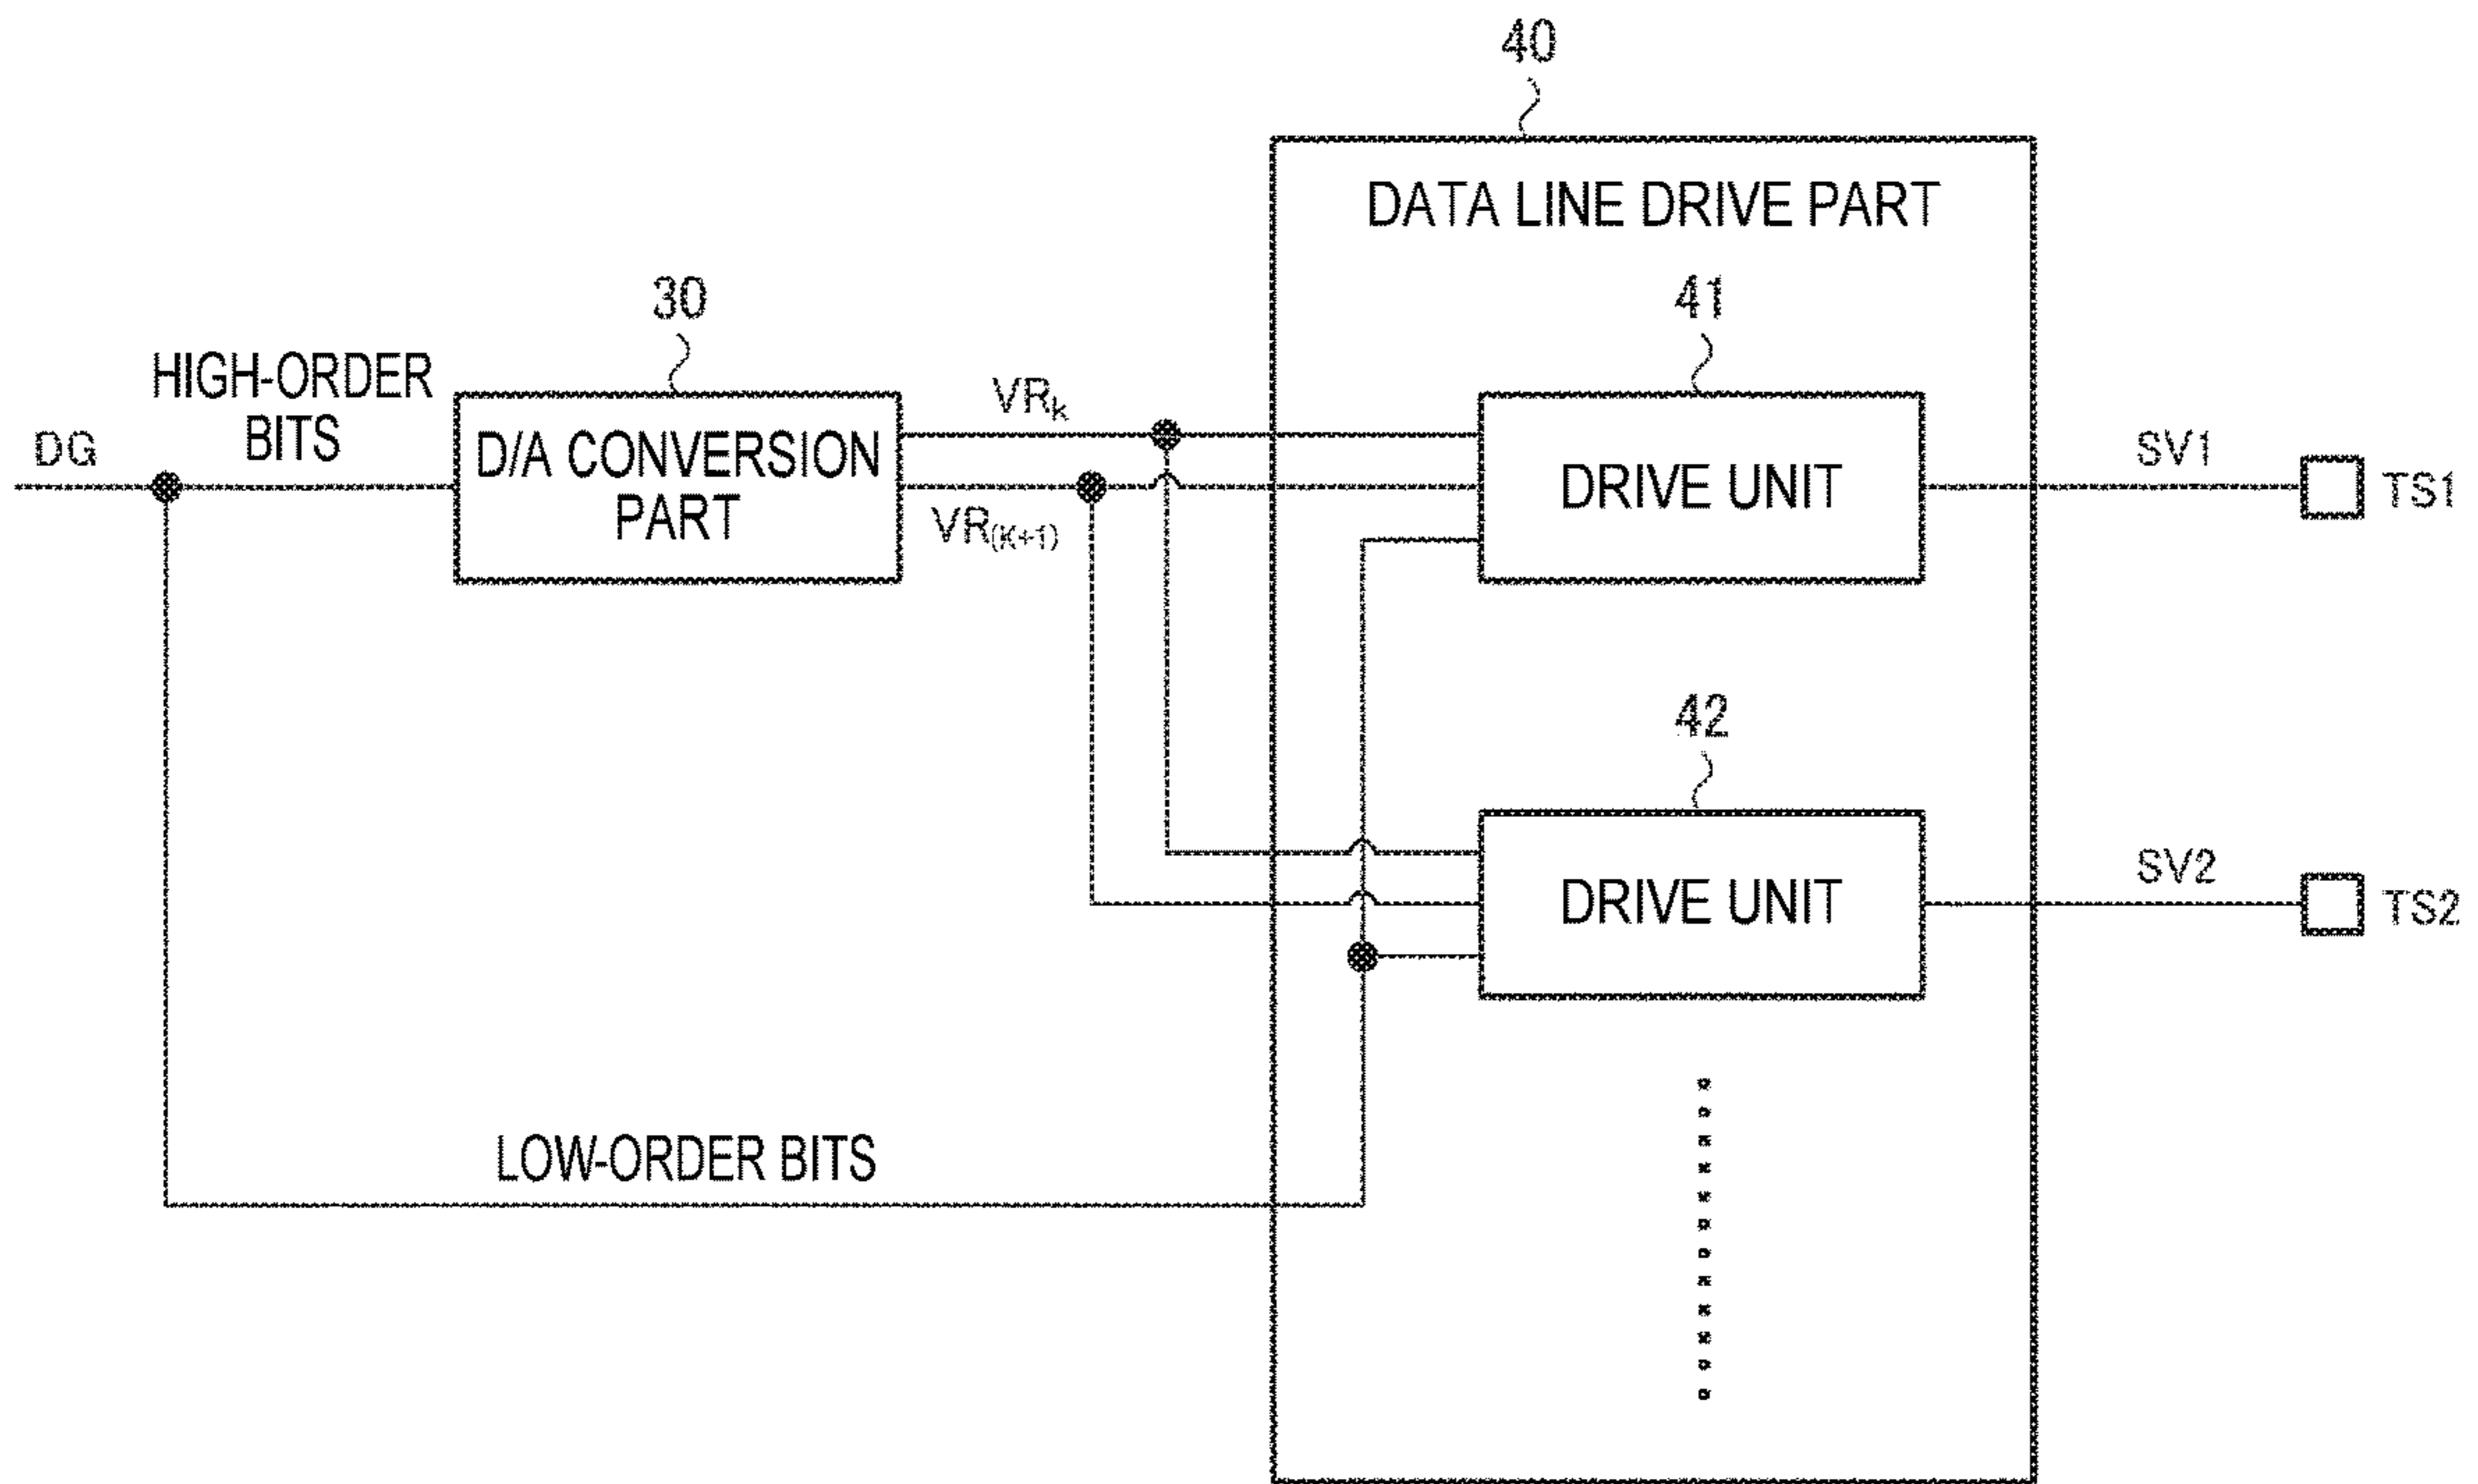 40
DATA LINE DRIVE PART
30
41
HIGH-ORDER
BITS
DG
D/A CONVERSION
PART
VRk
VR(K+1)
DRIVE UNIT
SV1
TS1
42
DRIVE UNIT
SV2
TS2
LOW-ORDER BITS